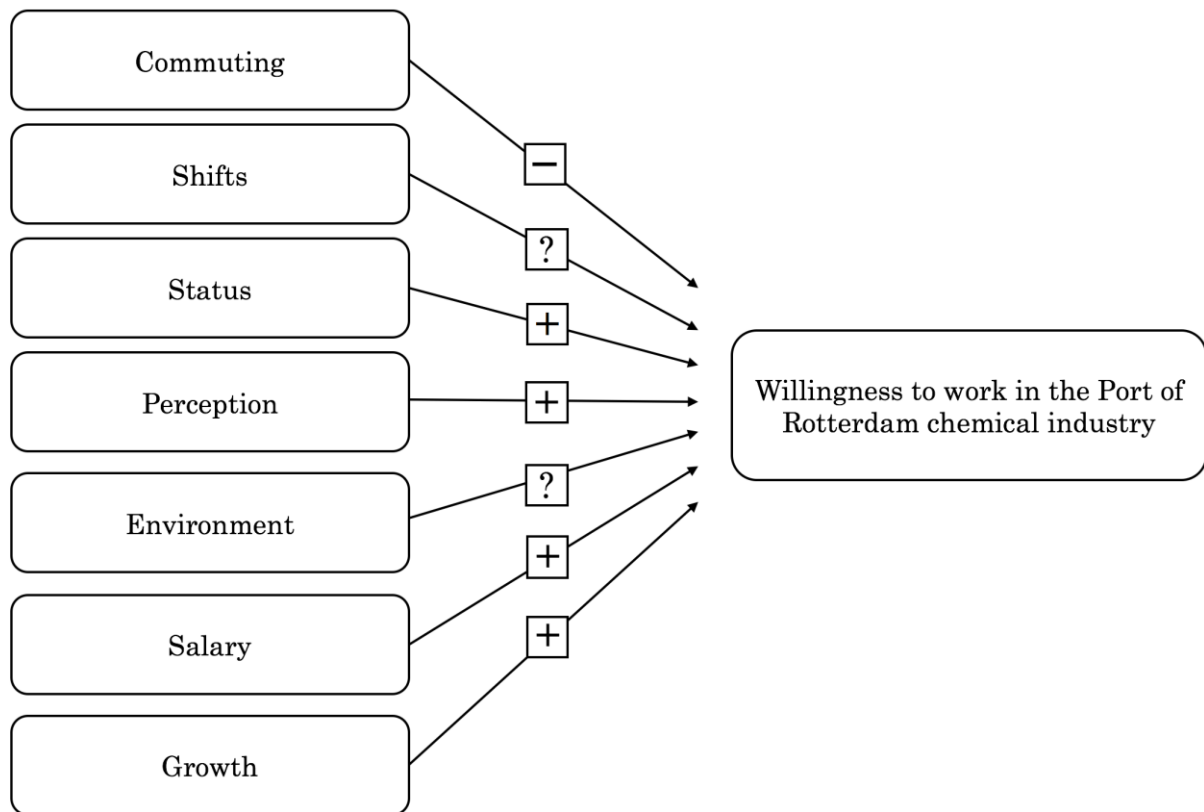 Commuting
−
Shifts
?
Status
+
Perception
+
Willingness to work in the Port of
Rotterdam chemical industry
?
Environment
+
Salary
+
Growth